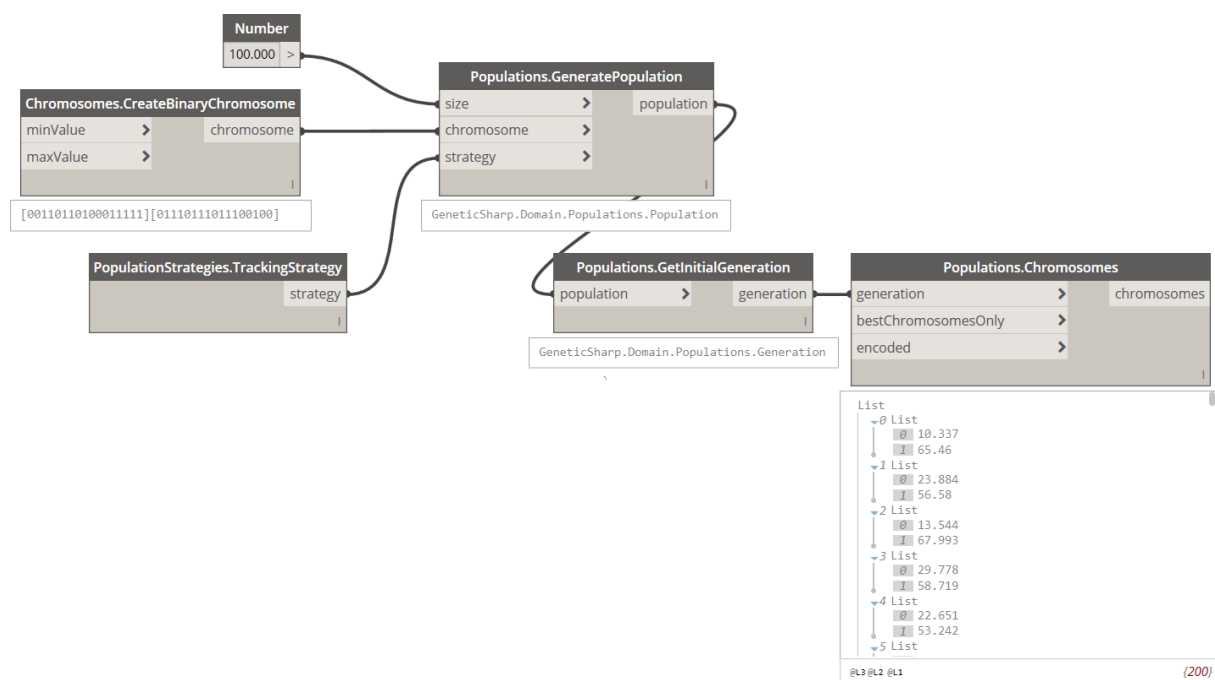 Number
100.000 >
Chromosomes.CreateBinaryChromosome
minValue > chromosome
maxValue >
[00110110100011111][01110111011100100]
PopulationStrategies.TrackingStrategy
strategy
Populations.GeneratePopulation
size > population
chromosome >
strategy >
GeneticSharp.Domain.Populations.Population
Populations.GetInitialGeneration
population > generation
GeneticSharp.Domain.Populations.Generation
Populations.Chromosomes
generation > chromosomes
bestChromosomesOnly >
encoded >
List
0 List
0 10.337
1 65.46
1 List
0 23.884
1 56.58
2 List
0 13.544
1 67.993
3 List
0 29.778
1 58.719
4 List
0 22.651
1 53.242
5 List
@L3 @L2 @L1 {200}